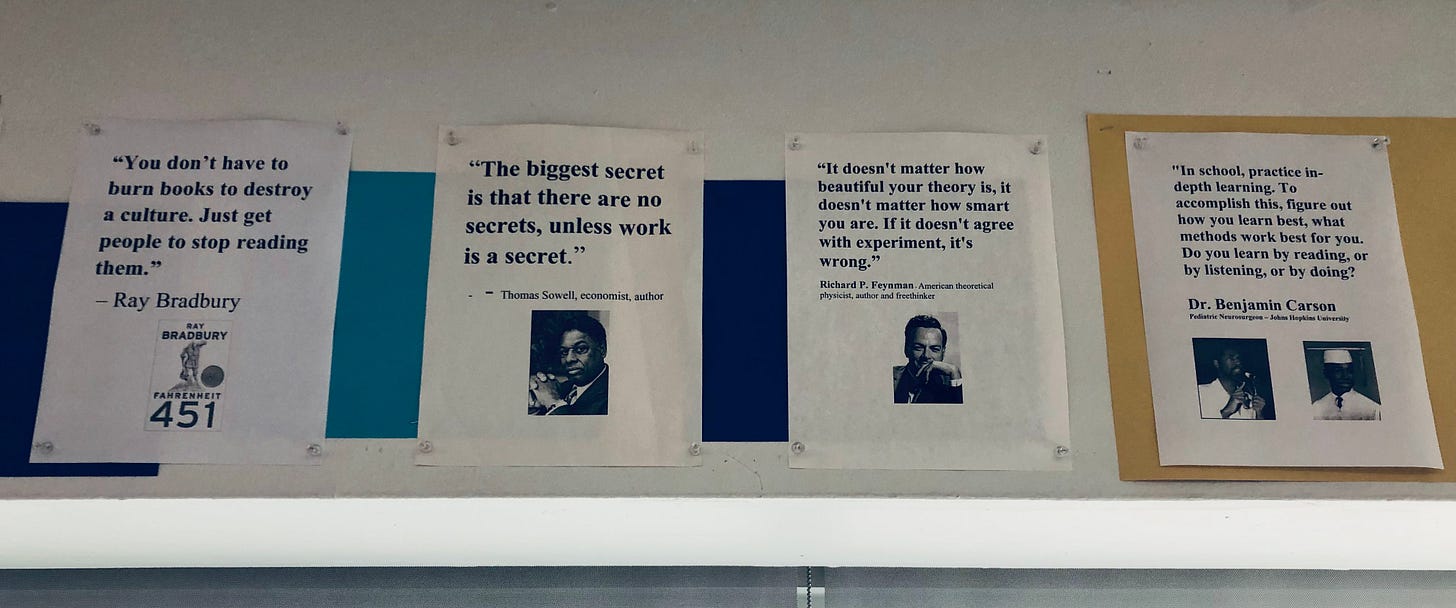 “You don’t have to
burn books to destroy
a culture. Just get
people to stop reading
them.”
– Ray Bradbury
RAY
BRADBURY
FAHRENHEIT
451
“The biggest secret
is that there are no
secrets, unless work
is a secret.”
- – Thomas Sowell, economist, author
“It doesn't matter how
beautiful your theory is, it
doesn't matter how smart
you are. If it doesn't agree
with experiment, it's
wrong.”
Richard P. Feynman. American theoretical
physicist, author and freethinker
"In school, practice in-
depth learning. To
accomplish this, figure out
how you learn best, what
methods work best for you.
Do you learn by reading, or
by listening, or by doing?
Dr. Benjamin Carson
Pediatric Neurosurgeon – Johns Hopkins University